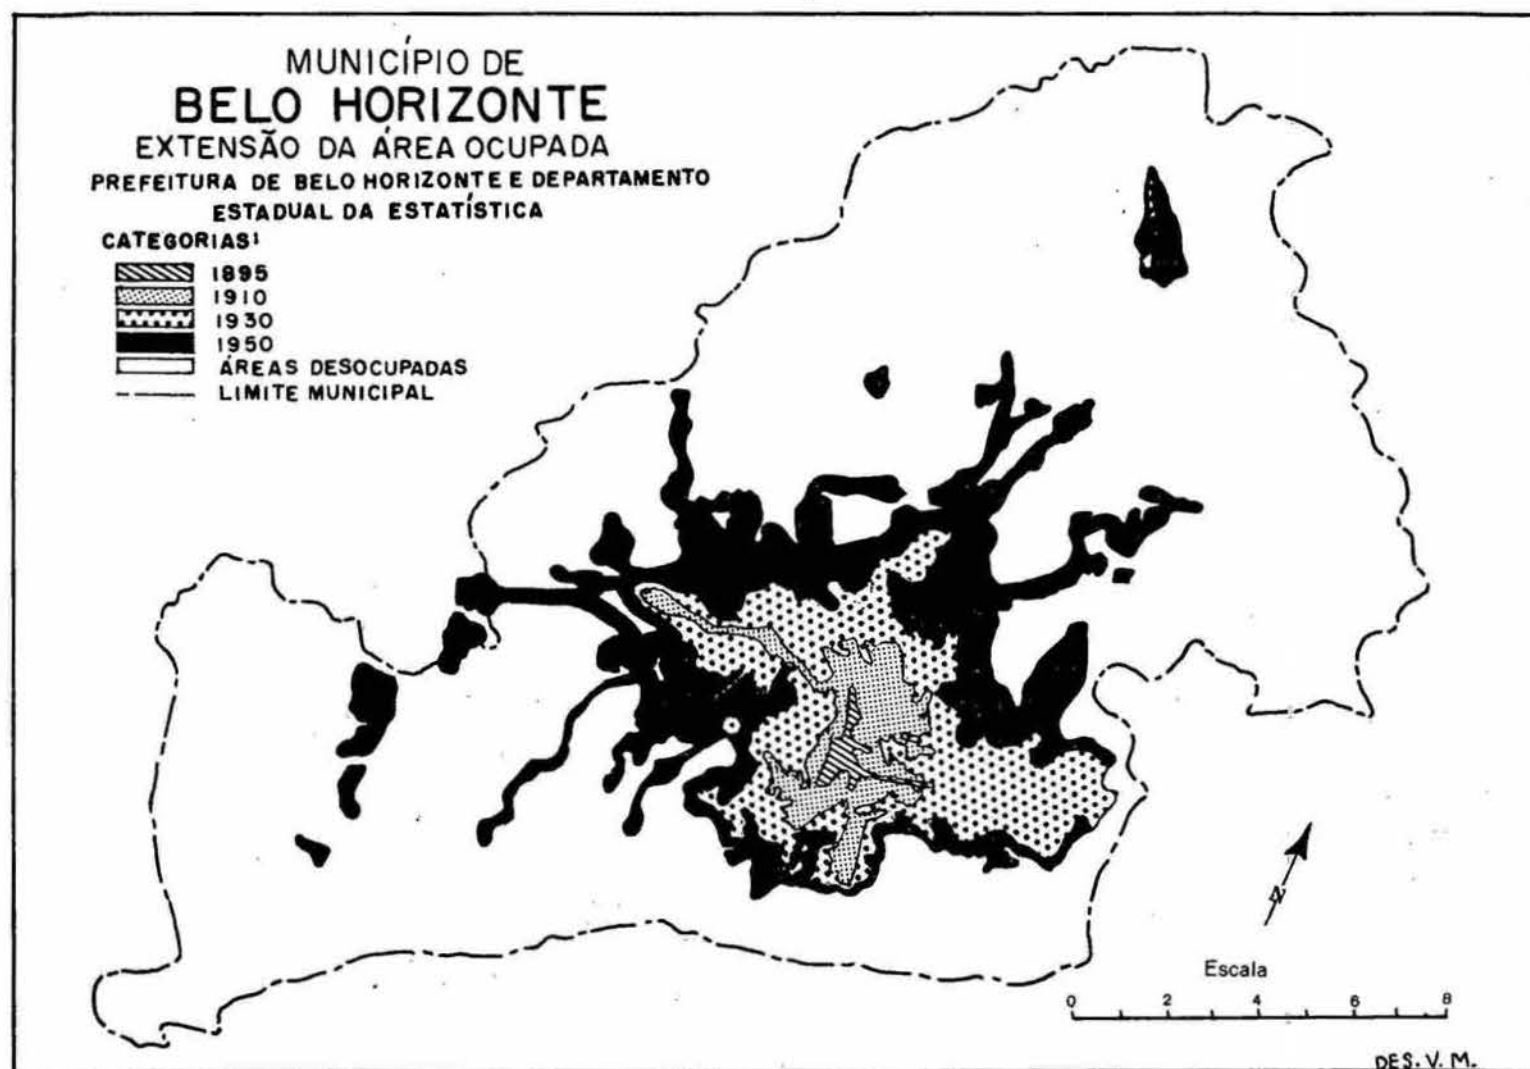 MUNICÍPIO DE
BELO HORIZONTE
EXTENSÃO DA ÁREA OCUPADA
PREFEITURA DE BELO HORIZONTE E DEPARTAMENTO
ESTADUAL DA ESTATÍSTICA
CATEGORIAS¹
1895
1910
1930
1950
ÁREAS DESOCUPADAS
LIMITE MUNICIPAL
N
Escala
0 2 4 6 8
DES. V. M.